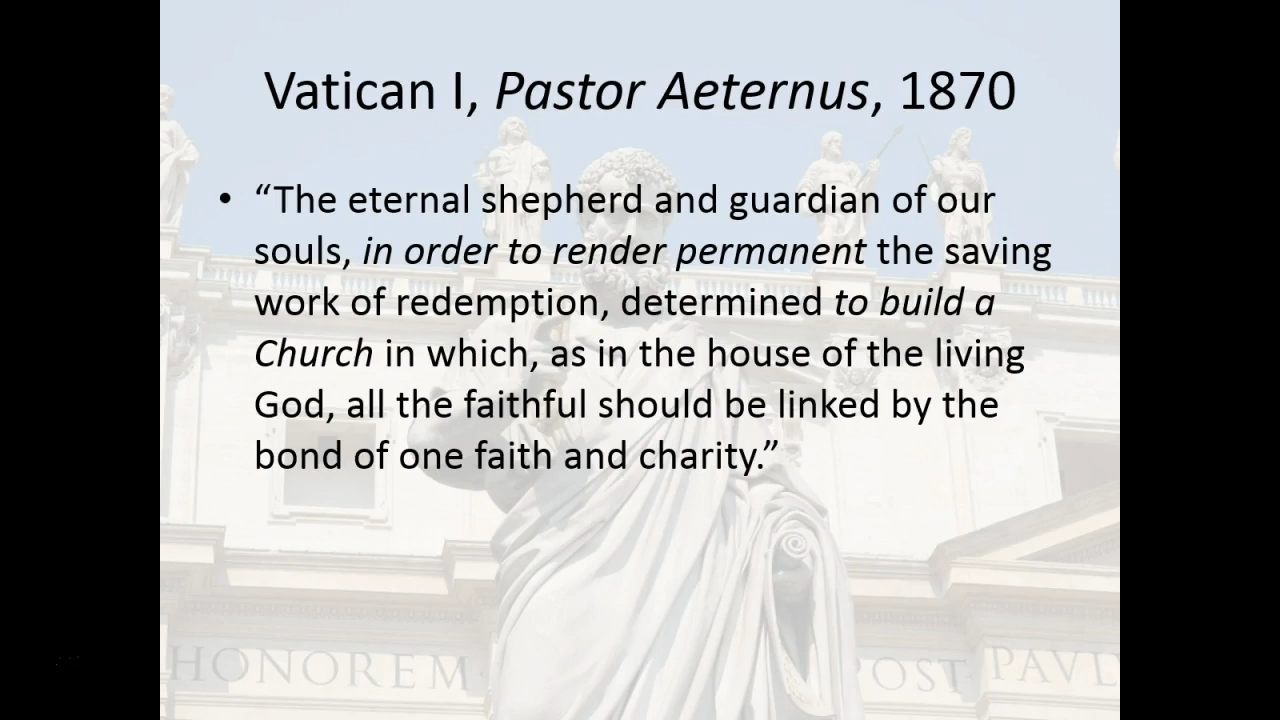 Vatican I, Pastor Aeternus, 1870
• “The eternal shepherd and guardian of our
souls, in order to render permanent the saving
work of redemption, determined to build a
Church in which, as in the house of the living
God, all the faithful should be linked by the
bond of one faith and charity.”
HONOREM POST PAVL